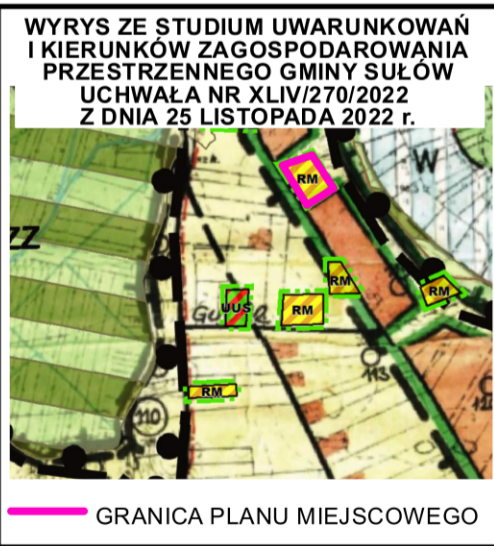 WYRYS ZE STUDIUM UWARUNKOWAŃ
I KIERUNKÓW ZAGOSPODAROWANIA
PRZESTRZENNEGO GMINY SUŁÓW
UCHWAŁA NR XLIV/270/2022
Z DNIA 25 LISTOPADA 2022 r.
W
RM
ZZ
RM
RM
UUS
RM
113
RM
110
GRANICA PLANU MIEJSCOWEGO